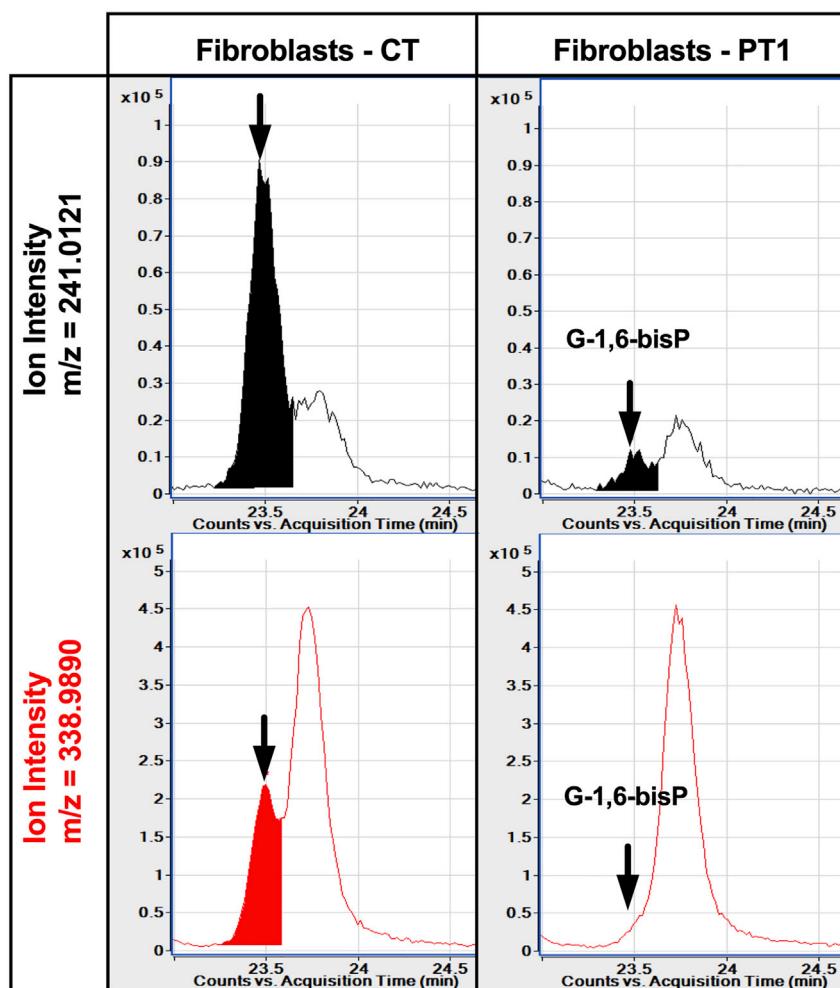 Fibroblasts - CT
Fibroblasts - PT1
Ion Intensity
m/z = 241.0121
x10 5
1
0.9
0.8
0.7
0.6
0.5
0.4
0.3
0.2
0.1
0
23.5 24 24.5
Counts vs. Acquisition Time (min)
x10 5
1
0.9
0.8
0.7
0.6
0.5
0.4
0.3
0.2
0.1
0
G-1,6-bisP
23.5 24 24.5
Counts vs. Acquisition Time (min)
Ion Intensity
m/z = 338.9890
x10 5
5
4.5
4
3.5
3
2.5
2
1.5
1
0.5
0
23.5 24 24.5
Counts vs. Acquisition Time (min)
x10 5
5
4.5
4
3.5
3
2.5
2
1.5
1
0.5
0
G-1,6-bisP
23.5 24 24.5
Counts vs. Acquisition Time (min)